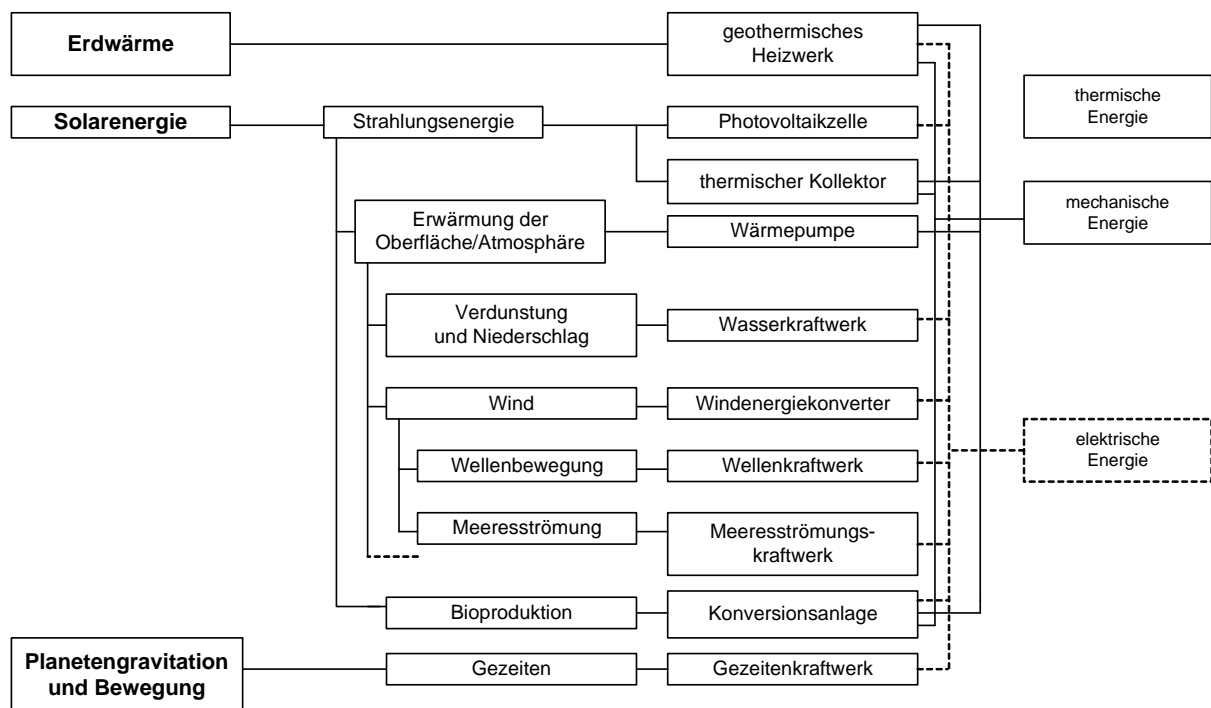 Erdwärme
geothermisches
Heizwerk
thermische
Energie
Solarenergie
Strahlungsenergie
Photovoltaikzelle
thermischer Kollektor
mechanische
Energie
Erwärmung der
Oberfläche/Atmosphäre
Wärmepumpe
Verdunstung
und Niederschlag
Wasserkraftwerk
Wind
Windenergiekonverter
elektrische
Energie
Wellenbewegung
Wellenkraftwerk
Meeresströmung
Meeresströmungs-
kraftwerk
Bioproduktion
Konversionsanlage
Planetengravitation
und Bewegung
Gezeiten
Gezeitenkraftwerk